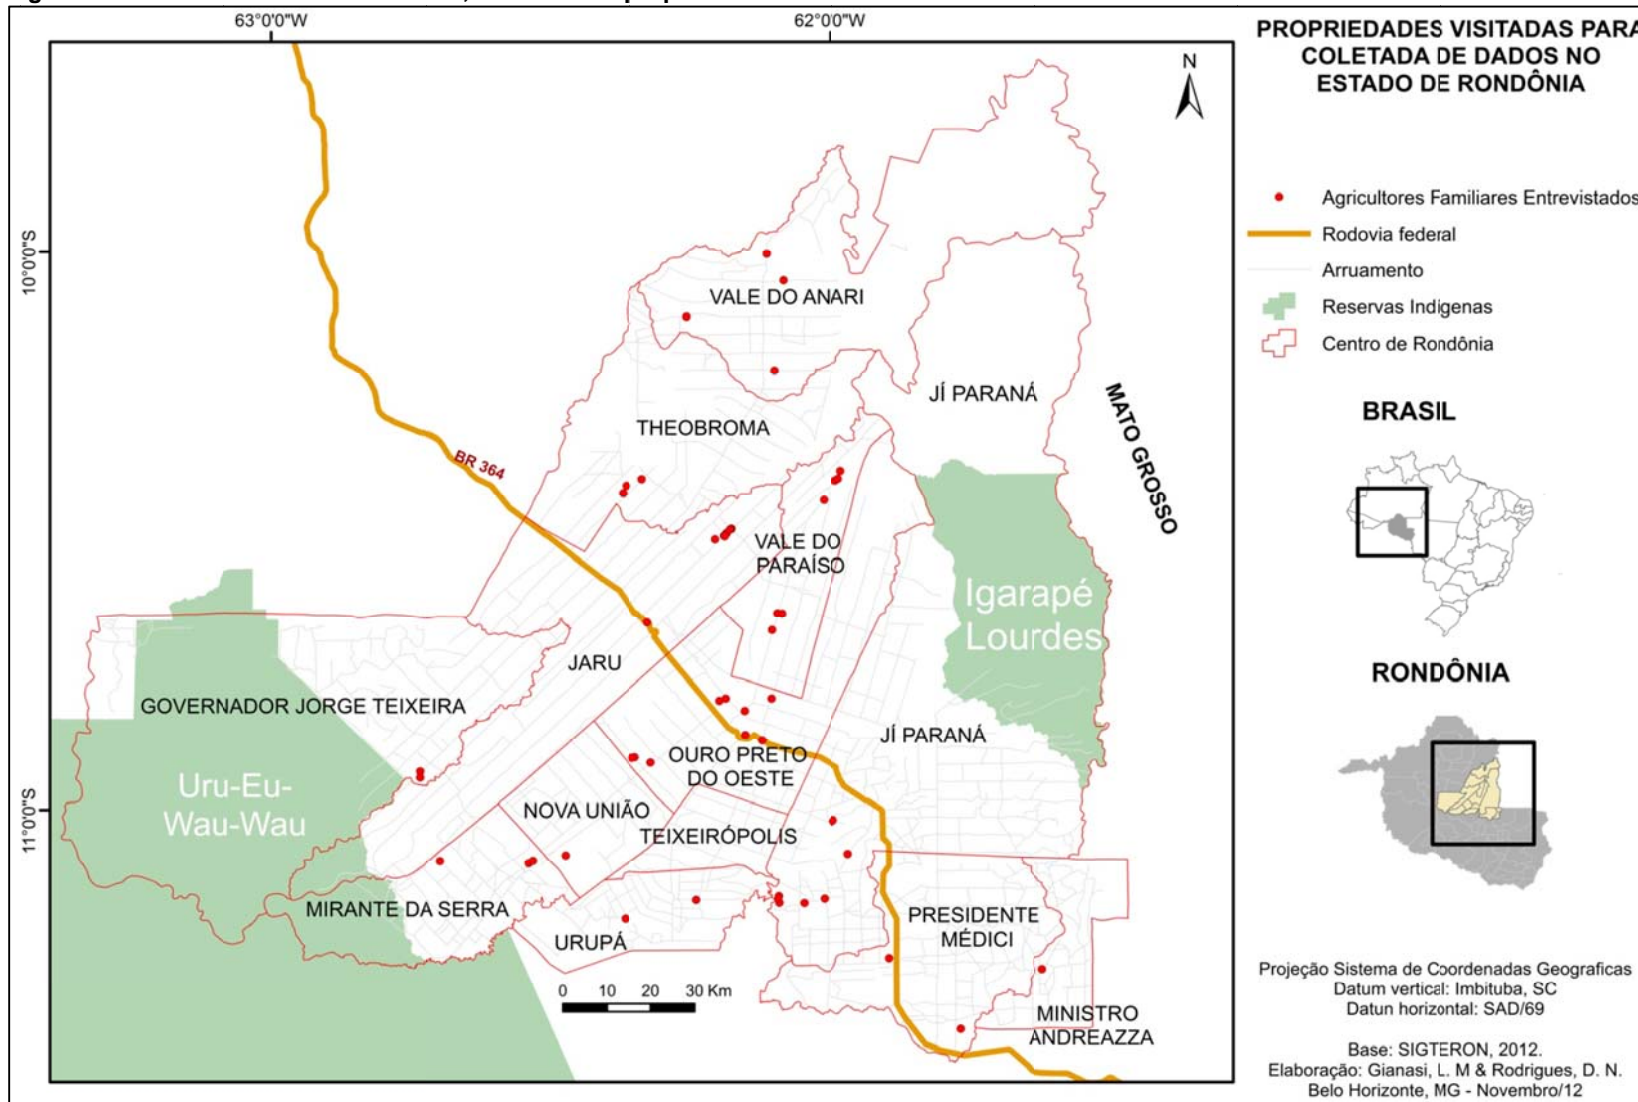 63°0'0"W
62°0'0"W
10°0'0"S
11°0'0"S
N
VALE DO ANARI
THEOBROMA
JÍ PARANÁ
MATO GROSSO
BR 364
VALE DO
PARAÍSO
Igarapé
Lourdes
JARU
GOVERNADOR JORGE TEIXEIRA
JÍ PARANÁ
OURO PRETO
DO OESTE
Uru-Eu-
Wau-Wau
NOVA UNIÃO
TEIXEIRÓPOLIS
MIRANTE DA SERRA
URUPÁ
PRESIDENTE
MÉDICI
MINISTRO
ANDREAZZA
0 10 20 30 Km
PROPRIEDADES VISITADAS PARA
COLETADA DE DADOS NO
ESTADO DE RONDÔNIA
Agricultores Familiares Entrevistados
Rodovia federal
Arruamento
Reservas Indigenas
Centro de Rondônia
BRASIL
RONDÔNIA
Projeção Sistema de Coordenadas Geograficas
Datum vertical: Imbituba, SC
Datun horizontal: SAD/69
Base: SIGTERON, 2012.
Elaboração: Gianasi, L. M & Rodrigues, D. N.
Belo Horizonte, MG - Novembro/12